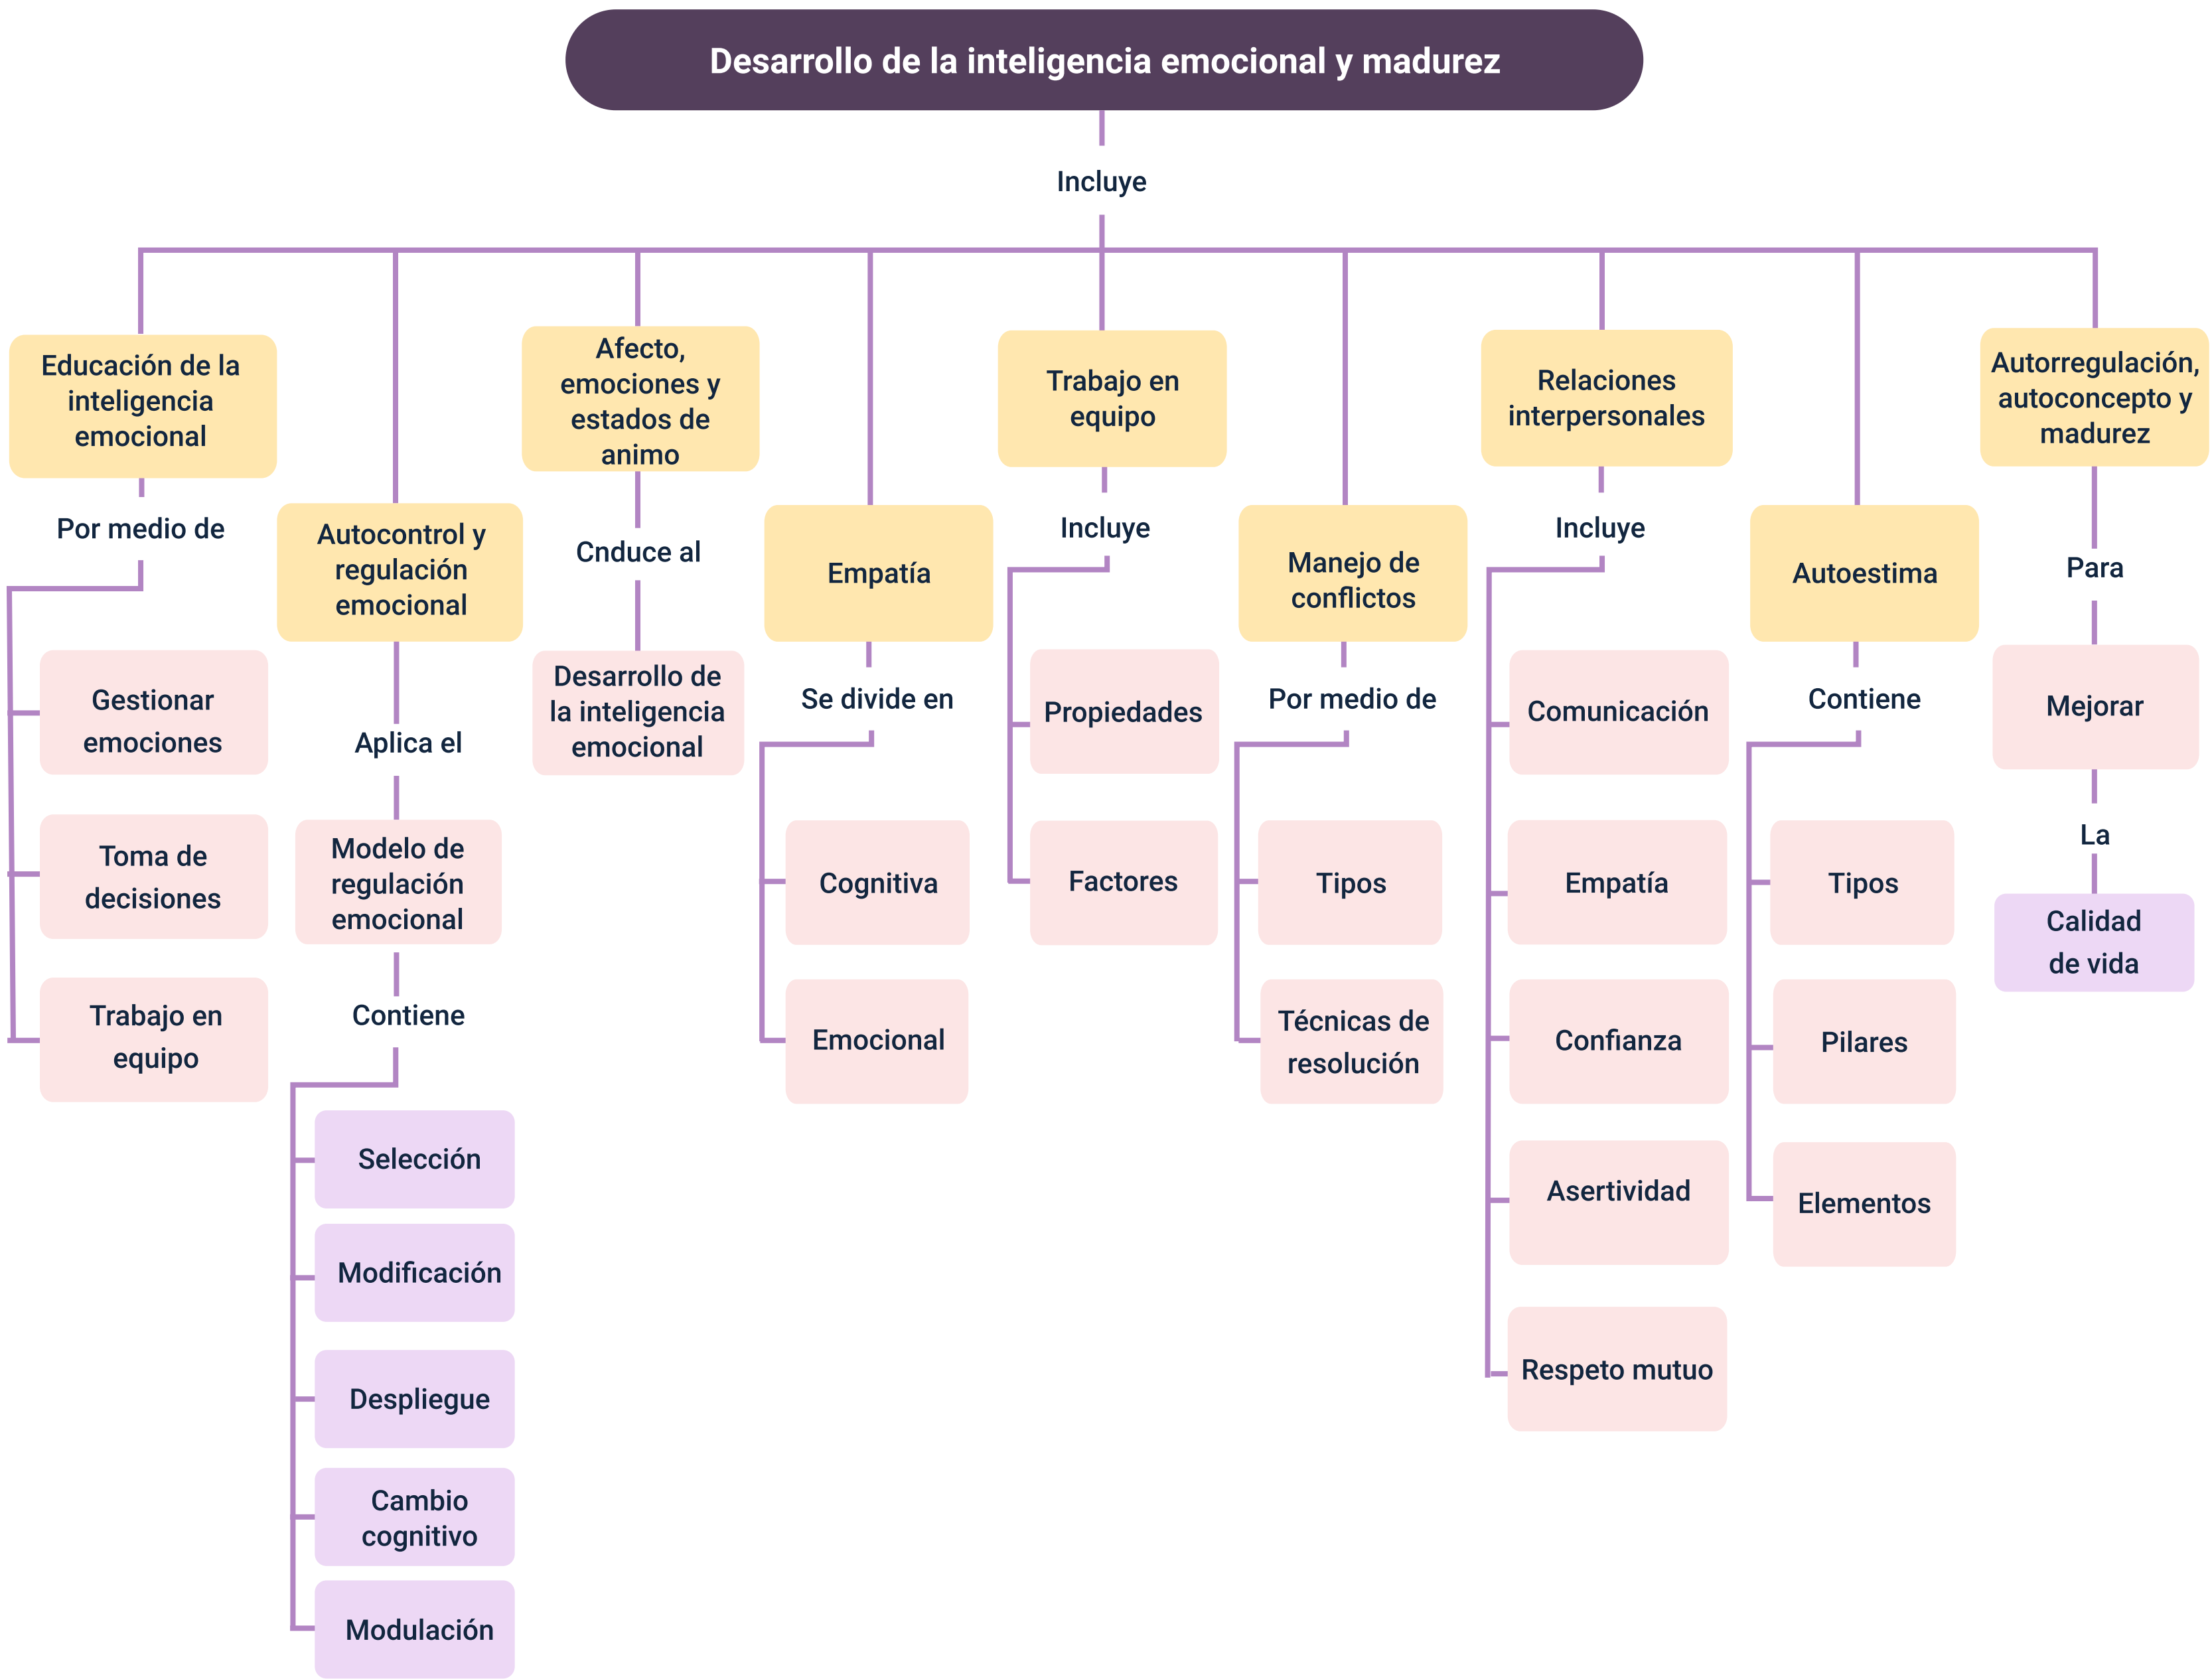 Desarrollo de la inteligencia emocional y madurez
Incluye
Educación de la
inteligencia
emocional
Por medio de
Gestionar
emociones
Toma de
decisiones
Trabajo en
equipo
Autocontrol y
regulación
emocional
Aplica el
Modelo de
regulación
emocional
Contiene
Selección
Modificación
Despliegue
Cambio
cognitivo
Modulación
Afecto,
emociones y
estados de
animo
Cnduce al
Desarrollo de
la inteligencia
emocional
Empatía
Se divide en
Cognitiva
Emocional
Trabajo en
equipo
Incluye
Propiedades
Factores
Manejo de
conflictos
Por medio de
Tipos
Técnicas de
resolución
Relaciones
interpersonales
Incluye
Comunicación
Empatía
Confianza
Asertividad
Respeto mutuo
Autoestima
Contiene
Tipos
Pilares
Elementos
Autorregulación,
autoconcepto y
madurez
Para
Mejorar
La
Calidad
de vida